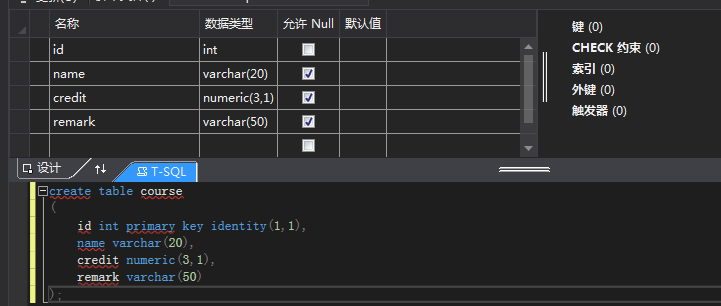 名称 数据类型 允许 Null 默认值
id int
name varchar(20)
credit numeric(3,1)
remark varchar(50)
键 (0)
CHECK 约束 (0)
索引 (0)
外键 (0)
触发器 (0)
设计 T-SQL
create table course
(
id int primary key identity(1,1),
name varchar(20),
credit numeric(3,1),
remark varchar(50)
);